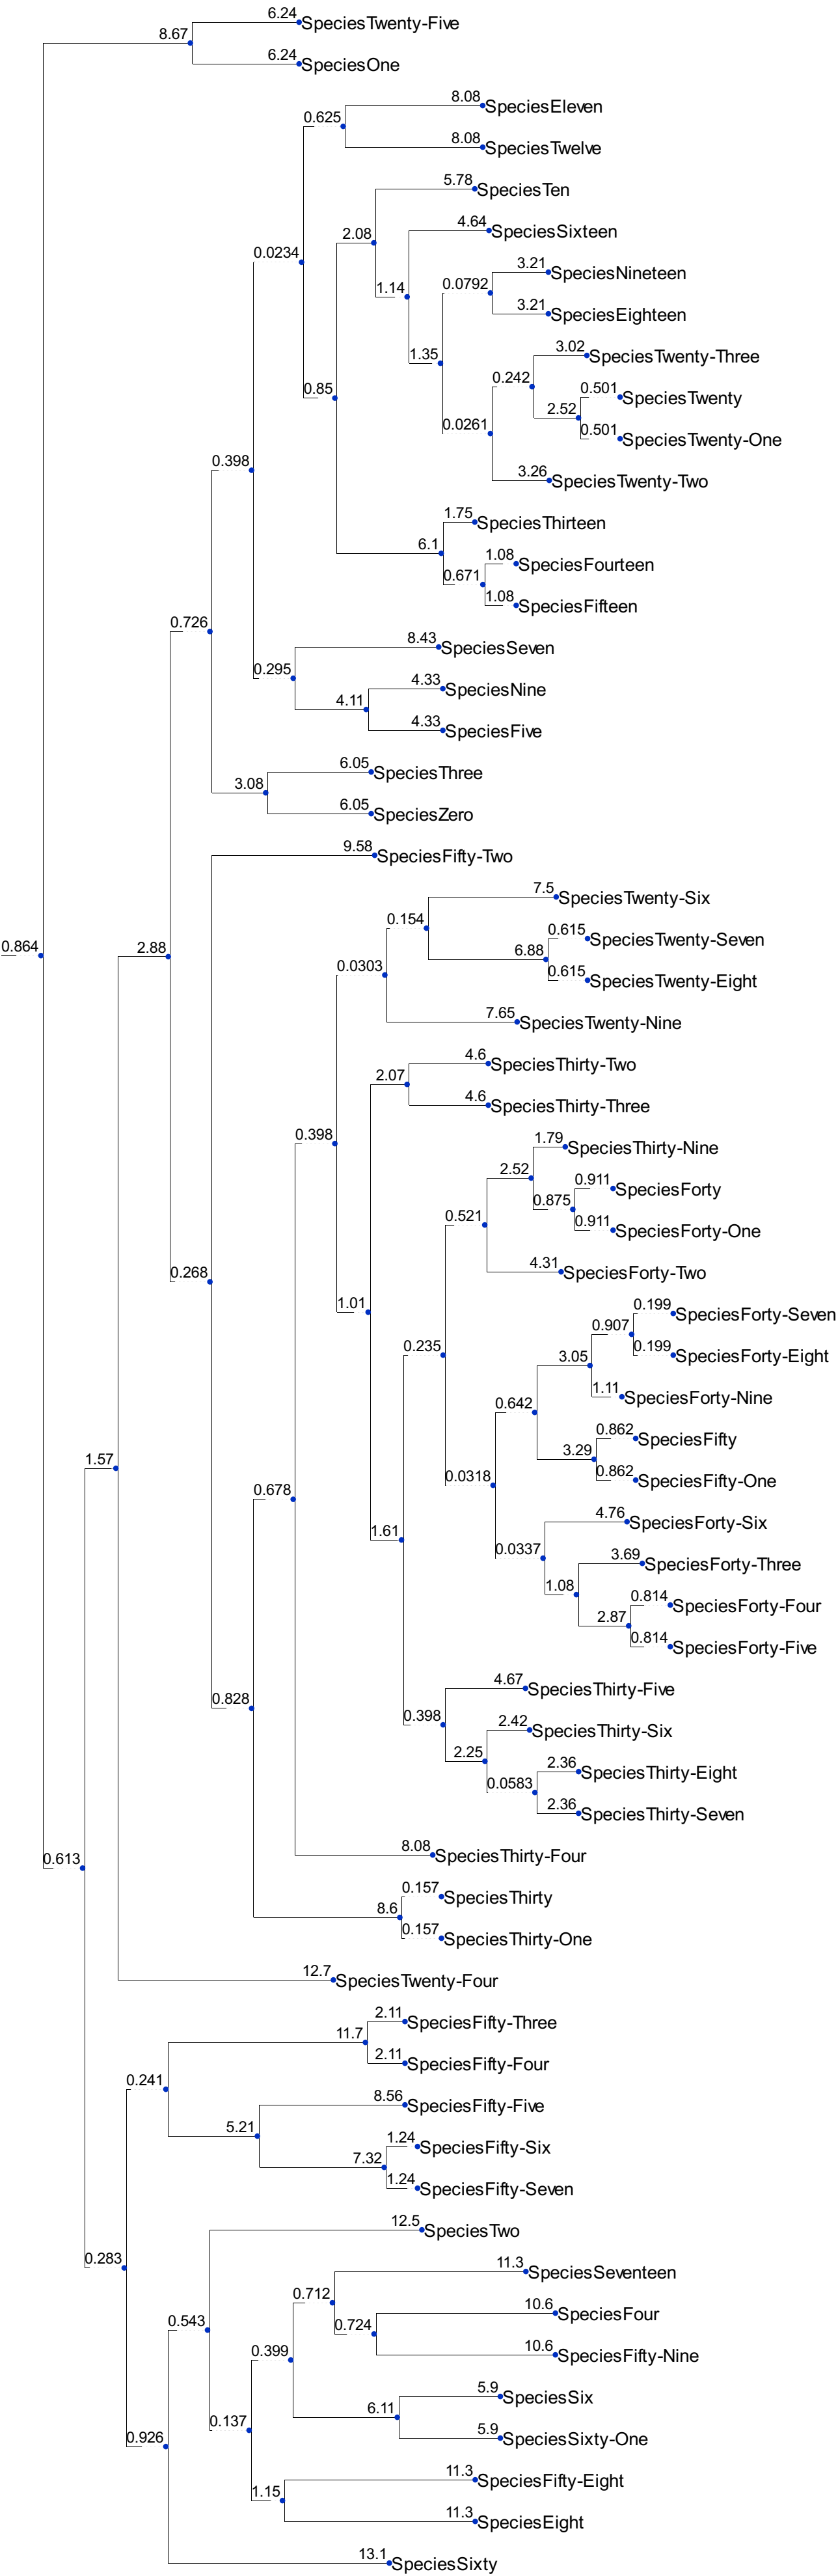 6.24
SpeciesTwenty-Five
8.67
6.24
SpeciesOne
8.08
SpeciesEleven
0.625
8.08
SpeciesTwelve
5.78
SpeciesTen
2.08
4.64
SpeciesSixteen
0.0234
3.21
SpeciesNineteen
1.14
0.0792
3.21
SpeciesEighteen
1.35
3.02
SpeciesTwenty-Three
0.242
0.85
0.501
SpeciesTwenty
2.52
0.0261
0.501
SpeciesTwenty-One
0.398
3.26
SpeciesTwenty-Two
1.75
SpeciesThirteen
6.1
1.08
SpeciesFourteen
0.671
1.08
SpeciesFifteen
0.726
8.43
SpeciesSeven
0.295
4.33
SpeciesNine
4.11
4.33
SpeciesFive
6.05
SpeciesThree
3.08
6.05
SpeciesZero
9.58
SpeciesFifty-Two
7.5
SpeciesTwenty-Six
0.154
0.615
SpeciesTwenty-Seven
0.864
2.88
6.88
0.0303
0.615
SpeciesTwenty-Eight
7.65
SpeciesTwenty-Nine
4.6
SpeciesThirty-Two
2.07
4.6
SpeciesThirty-Three
0.398
1.79
SpeciesThirty-Nine
2.52
0.911
SpeciesForty
0.875
0.521
0.911
SpeciesForty-One
0.268
4.31
SpeciesForty-Two
1.01
0.199
SpeciesForty-Seven
0.907
0.235
0.199
SpeciesForty-Eight
3.05
1.11
SpeciesForty-Nine
0.642
0.862
SpeciesFifty
1.57
3.29
0.0318
0.862
SpeciesFifty-One
0.678
4.76
SpeciesForty-Six
1.61
0.0337
3.69
SpeciesForty-Three
1.08
0.814
SpeciesForty-Four
2.87
0.814
SpeciesForty-Five
4.67
SpeciesThirty-Five
0.828
0.398
2.42
SpeciesThirty-Six
2.25
2.36
SpeciesThirty-Eight
0.0583
2.36
SpeciesThirty-Seven
0.613
8.08
SpeciesThirty-Four
0.157
SpeciesThirty
8.6
0.157
SpeciesThirty-One
12.7
SpeciesTwenty-Four
2.11
SpeciesFifty-Three
11.7
2.11
SpeciesFifty-Four
0.241
8.56
SpeciesFifty-Five
5.21
1.24
SpeciesFifty-Six
7.32
1.24
SpeciesFifty-Seven
12.5
SpeciesTwo
0.283
11.3
SpeciesSeventeen
0.712
10.6
SpeciesFour
0.543
0.724
0.399
10.6
SpeciesFifty-Nine
5.9
SpeciesSix
6.11
0.137
5.9
SpeciesSixty-One
0.926
11.3
SpeciesFifty-Eight
1.15
11.3
SpeciesEight
13.1
SpeciesSixty